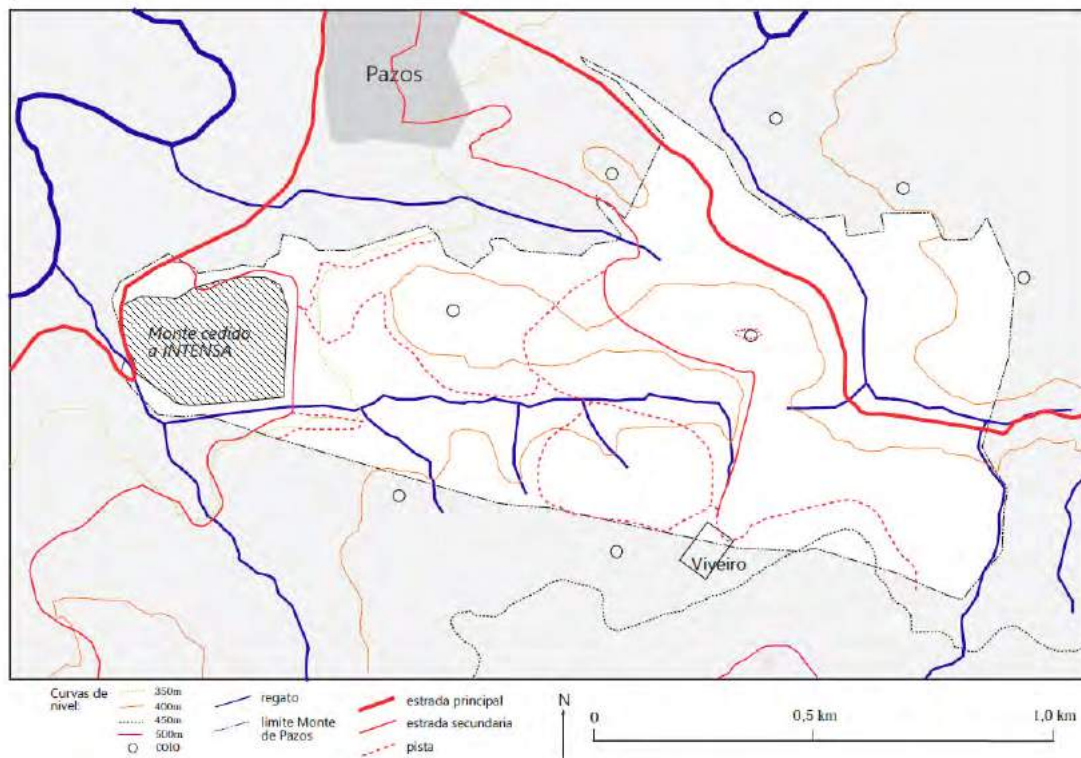 Pazos
Monte cedido
a INTENSA
Viveiro
Curvas de
nivel:
350m
400m
450m
500m
COTO
regato
límite Monte
de Pazos
estrada principal
estrada secundaria
pista
N
0
0,5 km
1,0 km